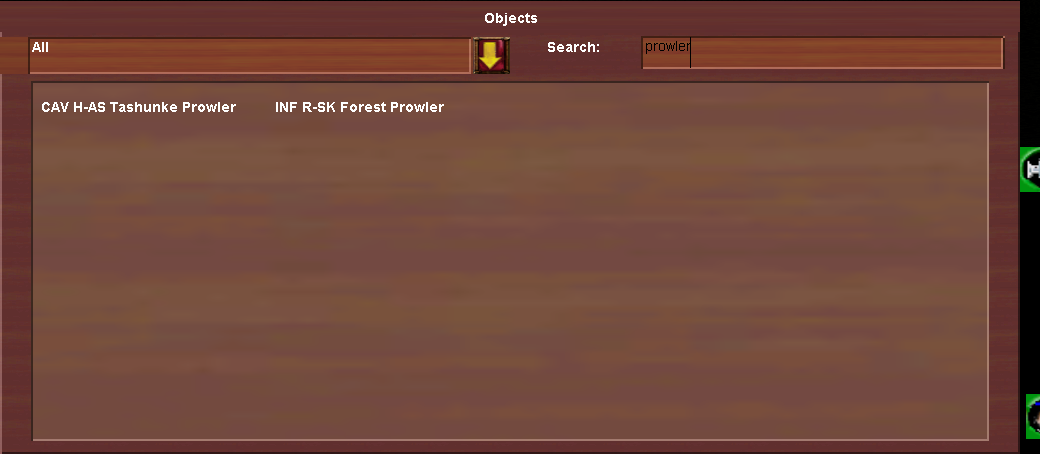 Objects
All
Search:
prowler
CAV H-AS Tashunke Prowler
INF R-SK Forest Prowler